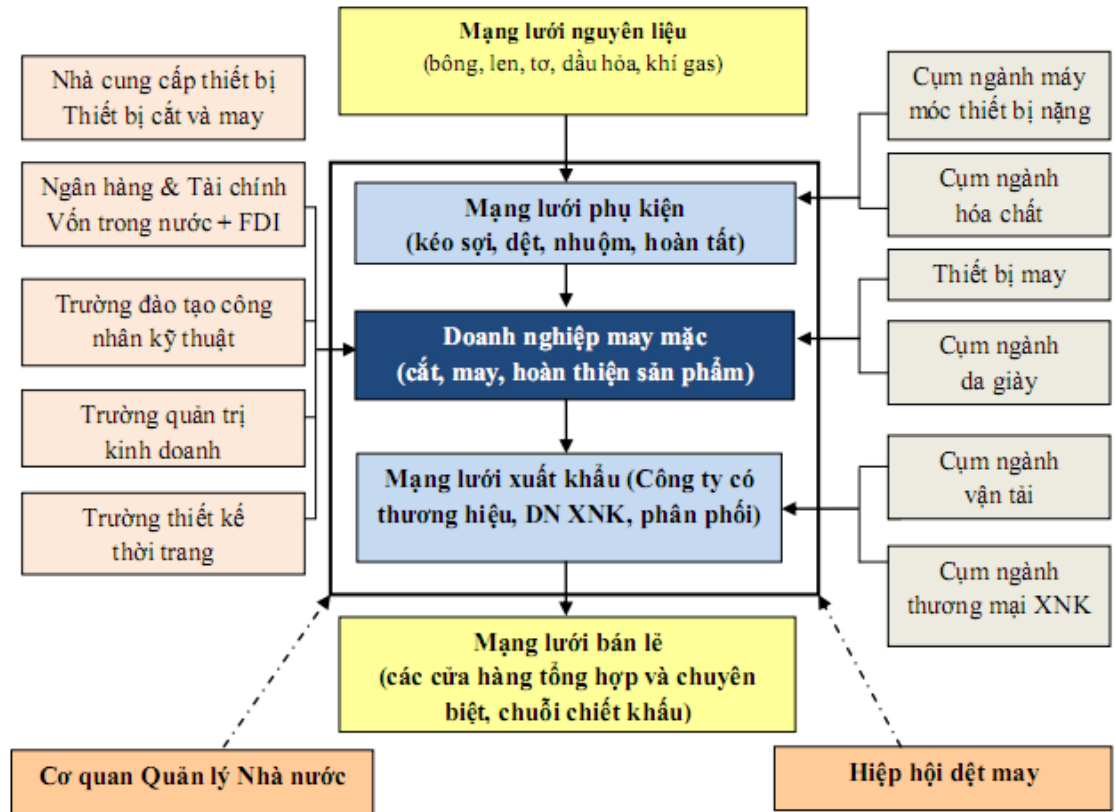 Mạng lưới nguyên liệu
(bông, len, tơ, dầu hỏa, khí gas)
Nhà cung cấp thiết bị
Thiết bị cắt và may
Ngân hàng & Tài chính
Vốn trong nước + FDI
Trường đào tạo công
nhân kỹ thuật
Trường quản trị
kinh doanh
Trường thiết kế
thời trang
Mạng lưới phụ kiện
(kéo sợi, dệt, nhuộm, hoàn tất)
Doanh nghiệp may mặc
(cắt, may, hoàn thiện sản phẩm)
Mạng lưới xuất khẩu (Công ty có
thương hiệu, DN XNK, phân phối)
Cụm ngành máy
móc thiết bị nặng
Cụm ngành
hóa chất
Thiết bị may
Cụm ngành
da giày
Cụm ngành
vận tải
Cụm ngành
thương mại XNK
Mạng lưới bán lẻ
(các cửa hàng tổng hợp và chuyên
biệt, chuỗi chiết khấu)
Cơ quan Quản lý Nhà nước
Hiệp hội dệt may